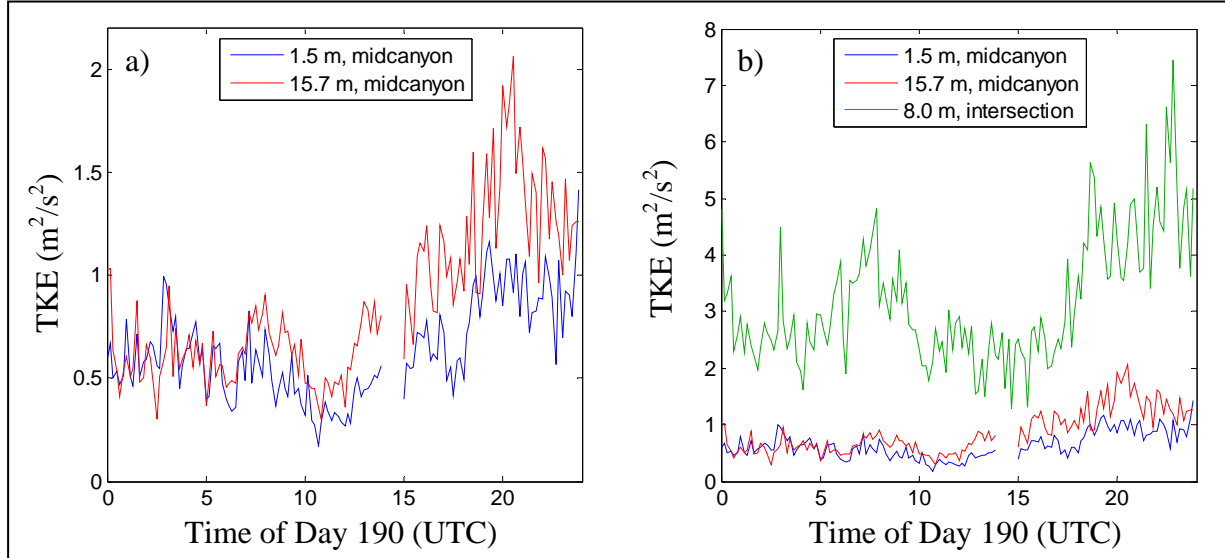 a)
1.5 m, midcanyon
15.7 m, midcanyon
TKE (m²/s²)
2
1.5
1
0.5
0
0 5 10 15 20
Time of Day 190 (UTC)
b)
1.5 m, midcanyon
15.7 m, midcanyon
8.0 m, intersection
TKE (m²/s²)
8
7
6
5
4
3
2
1
0
0 5 10 15 20
Time of Day 190 (UTC)